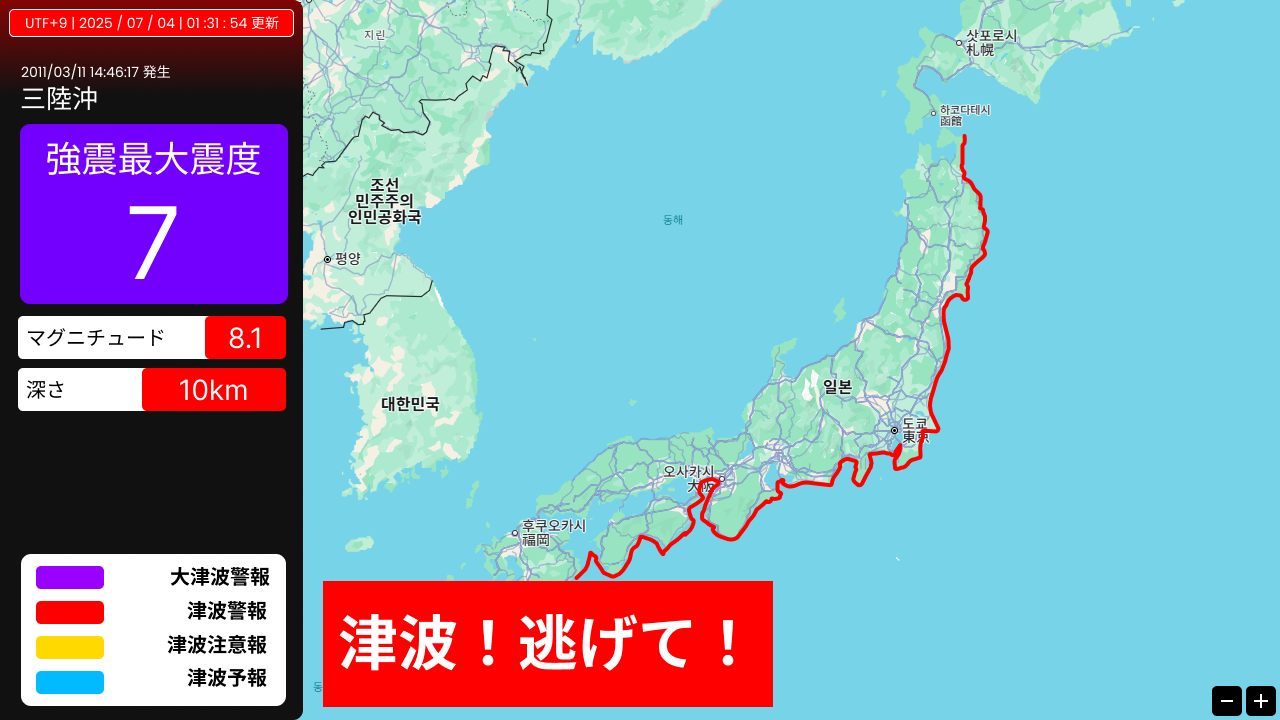 UTF+9 | 2025 / 07 / 04 | 01 :31 : 54 更新
2011/03/11 14:46:17 発生
三陸沖
強震最大震度
7
マグニチュード 8.1
深さ 10km
大津波警報
津波警報
津波注意報
津波予報
지린
삿포로시
札幌
하코다테시
函館
조선
민주주의
인민공화국
동해
평양
대한민국
일본
도쿄
東京
오사카시
大阪
후쿠오카시
福岡
津波！逃げて！